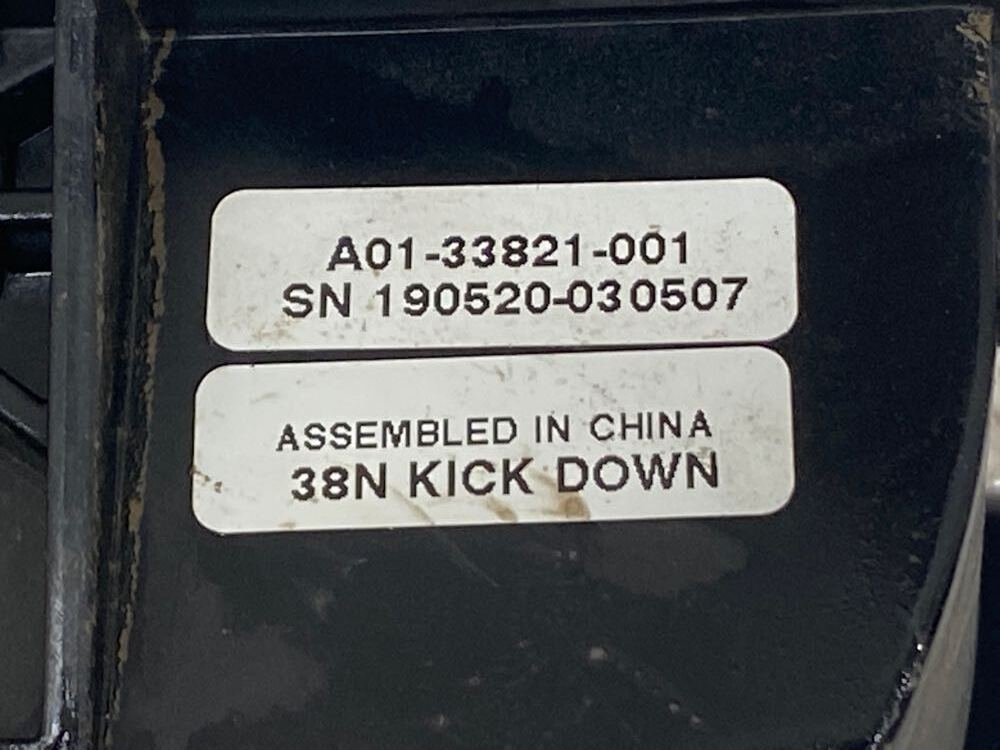 A01-33821-001
SN 190520-030507
ASSEMBLED IN CHINA
38N KICK DOWN